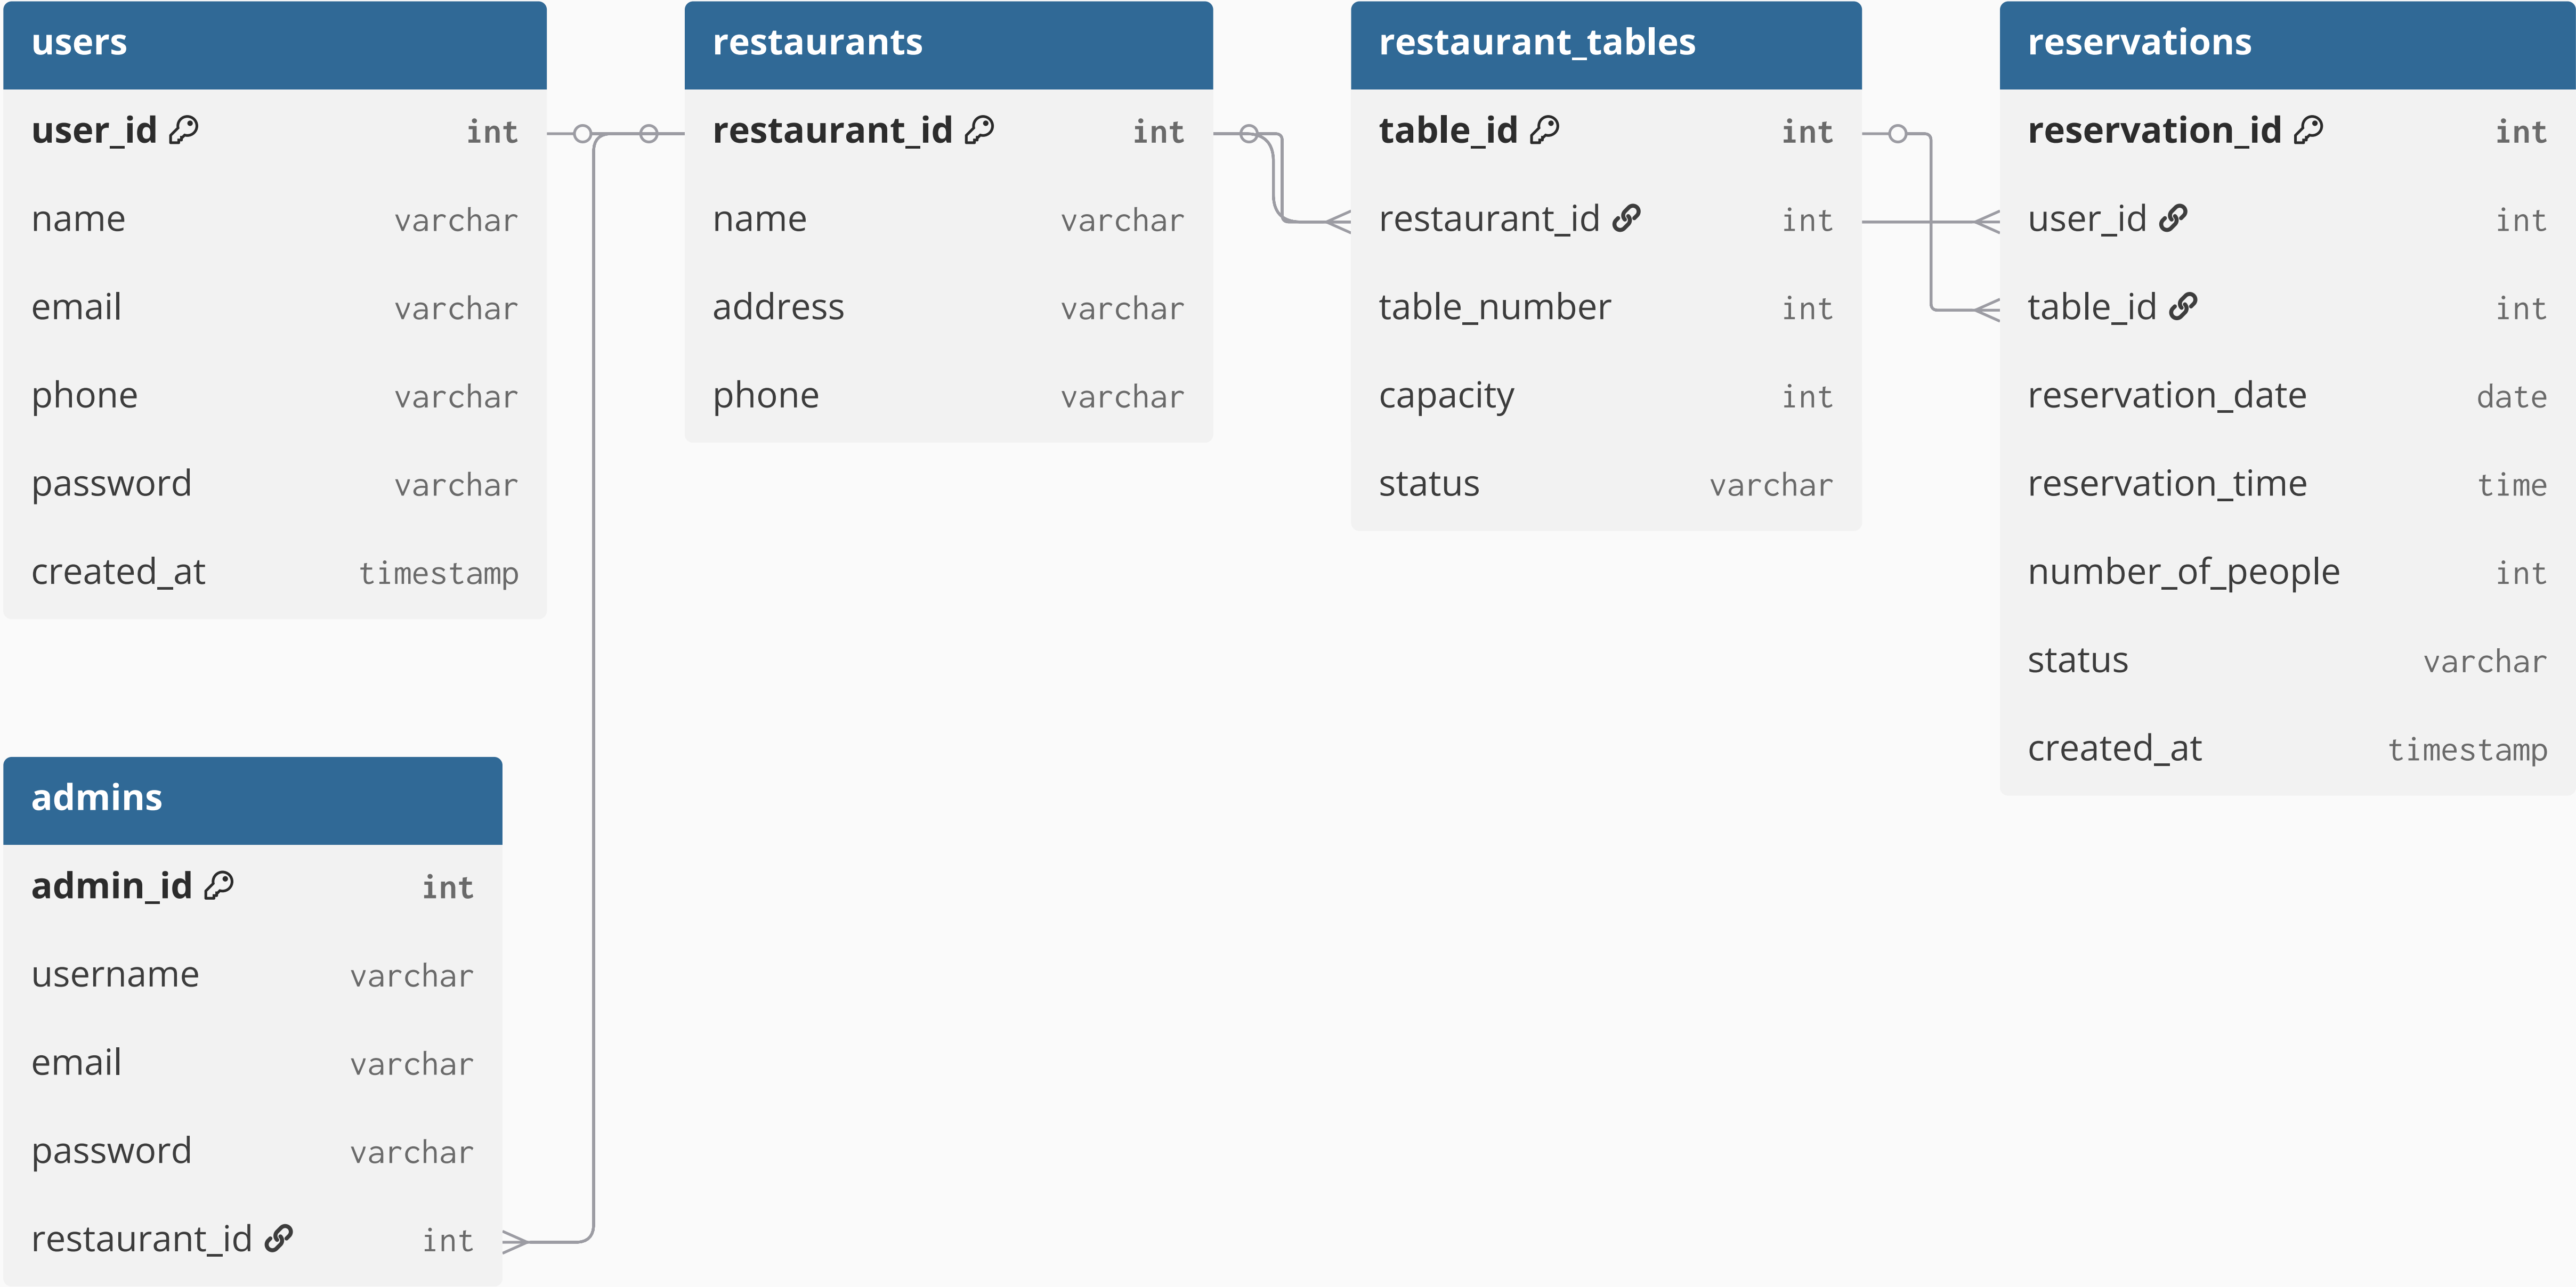 users
user_id int
name varchar
email varchar
phone varchar
password varchar
created_at timestamp
restaurants
restaurant_id int
name varchar
address varchar
phone varchar
restaurant_tables
table_id int
restaurant_id int
table_number int
capacity int
status varchar
reservations
reservation_id int
user_id int
table_id int
reservation_date date
reservation_time time
number_of_people int
status varchar
created_at timestamp
admins
admin_id int
username varchar
email varchar
password varchar
restaurant_id int